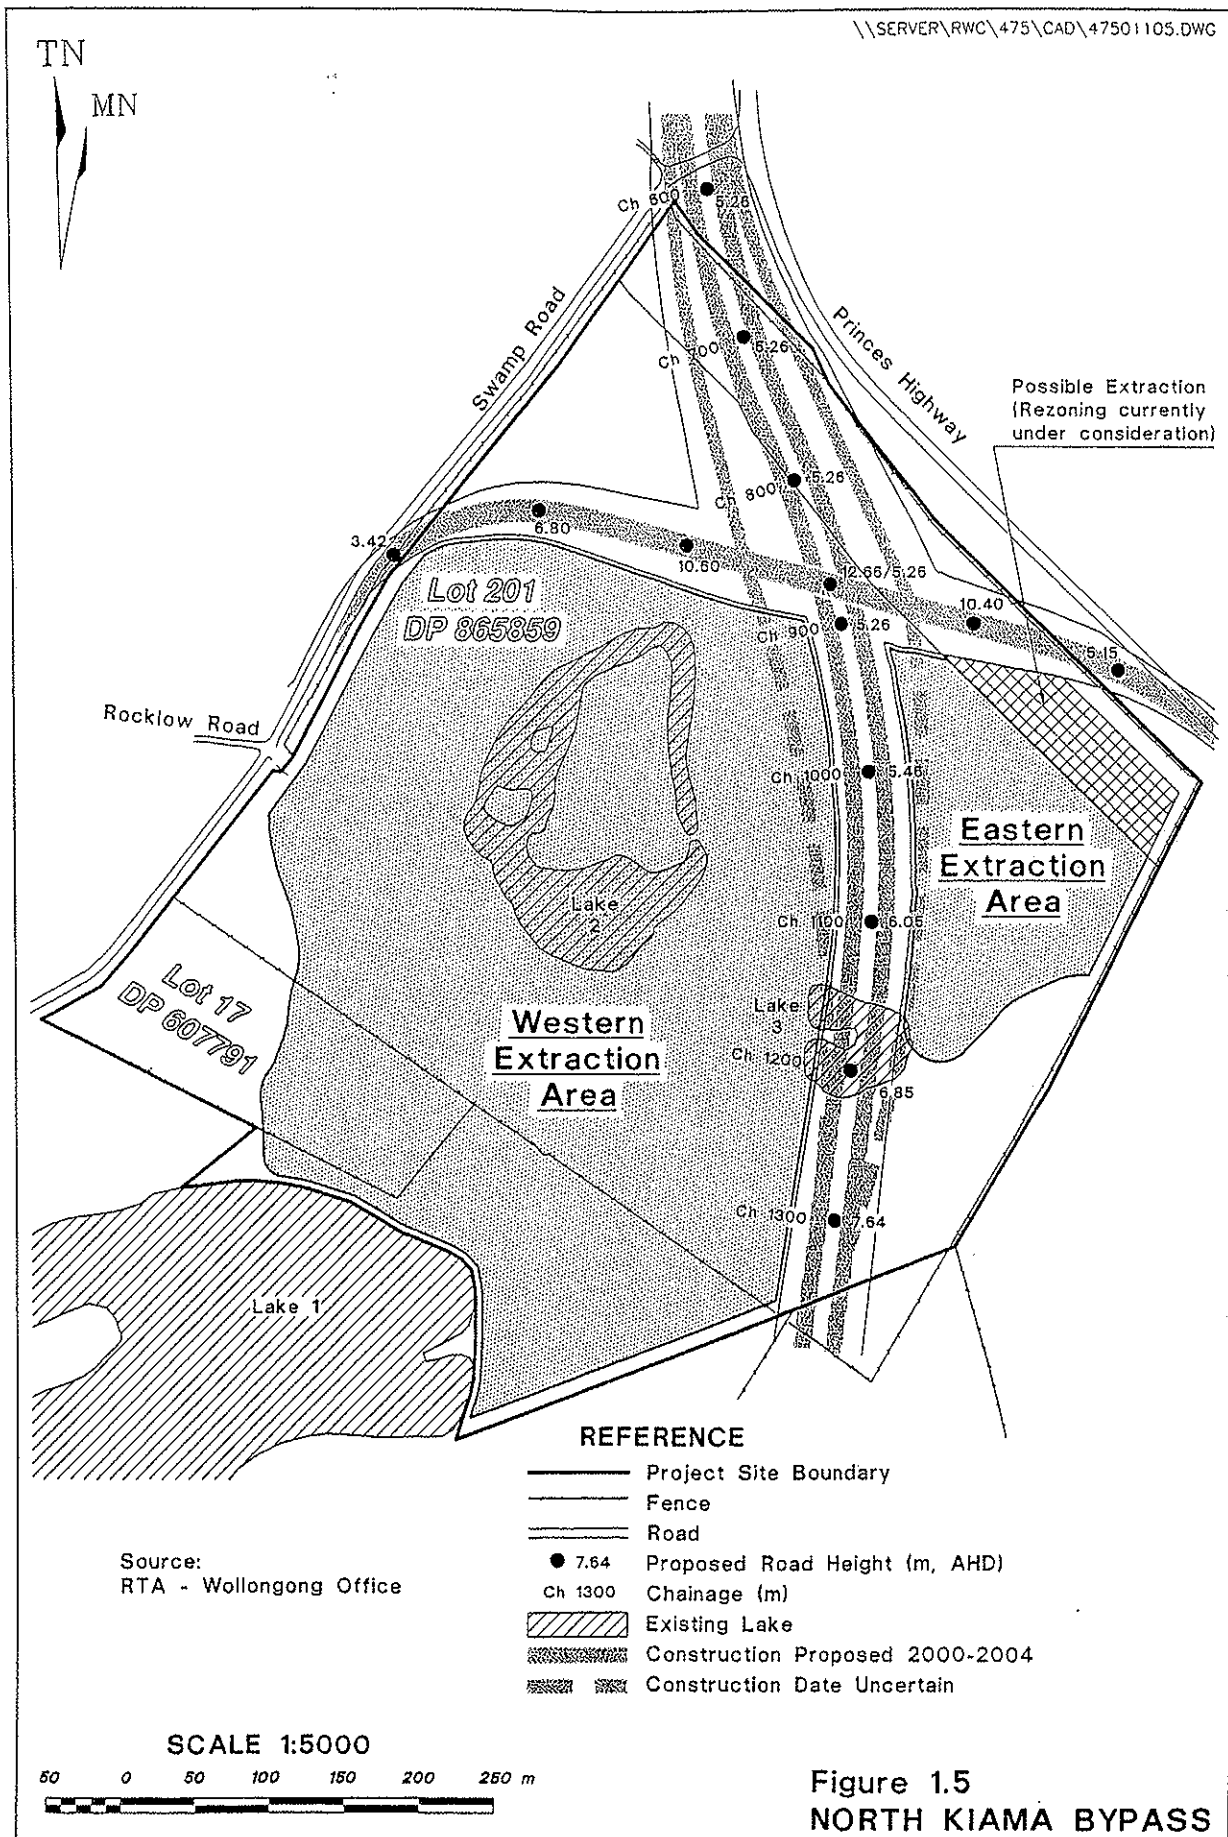 \\SERVER\RWC\475\CAD\47501105.DWG
TN
MN
Ch 600
5.26
Swamp Road
Princes Highway
Ch 700
5.26
Possible Extraction
(Rezoning currently
under consideration)
Ch 800
5.26
3.42
6.80
10.60
12.66/5.26
10.40
5.15
Lot 201
DP 865859
Ch 900
5.26
Rocklow Road
Ch 1000
5.46
Eastern
Extraction
Area
Lake
2
Ch 1100
6.05
Lot 17
DP 607791
Western
Extraction
Area
Lake
3
Ch 1200
6.85
Ch 1300
7.64
Lake 1
REFERENCE
Project Site Boundary
Fence
Road
7.64 Proposed Road Height (m, AHD)
Ch 1300 Chainage (m)
Existing Lake
Construction Proposed 2000-2004
Construction Date Uncertain
Source:
RTA - Wollongong Office
SCALE 1:5000
50 0 50 100 150 200 250 m
Figure 1.5
NORTH KIAMA BYPASS